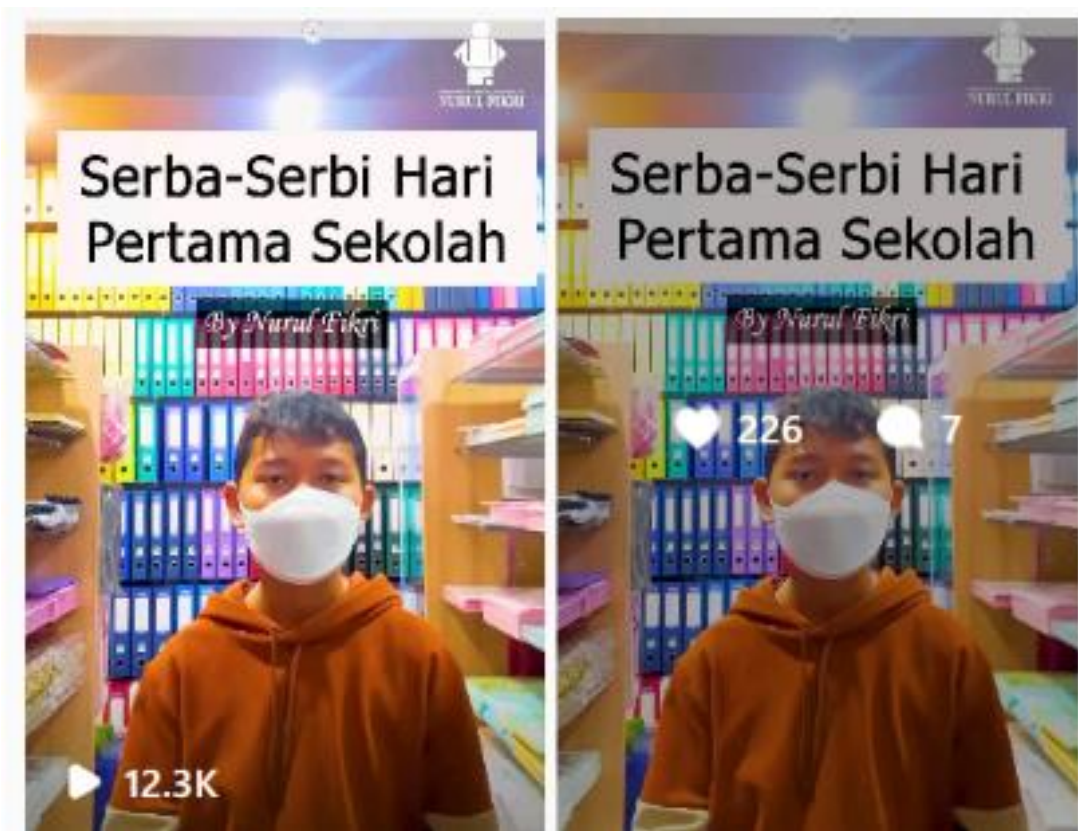 NURUL FIKRI
Serba-Serbi Hari
Pertama Sekolah
By Nurul Fikri
12.3K
NURUL FIKRI
Serba-Serbi Hari
Pertama Sekolah
By Nurul Fikri
226 7